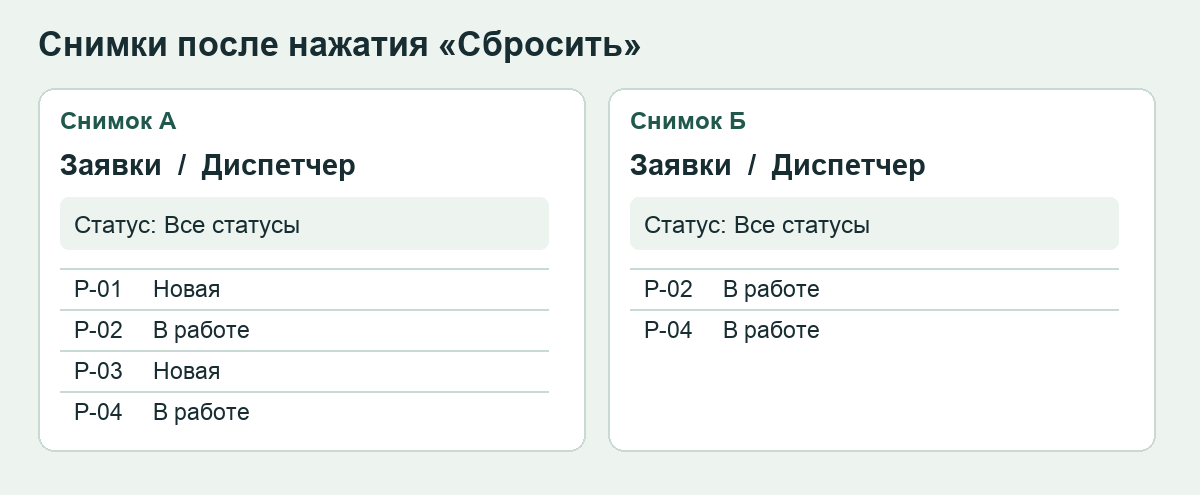 Снимки после нажатия «Сбросить»
Снимок А
Заявки / Диспетчер
Статус: Все статусы
Р-01 Новая
Р-02 В работе
Р-03 Новая
Р-04 В работе
Снимок Б
Заявки / Диспетчер
Статус: Все статусы
Р-02 В работе
Р-04 В работе